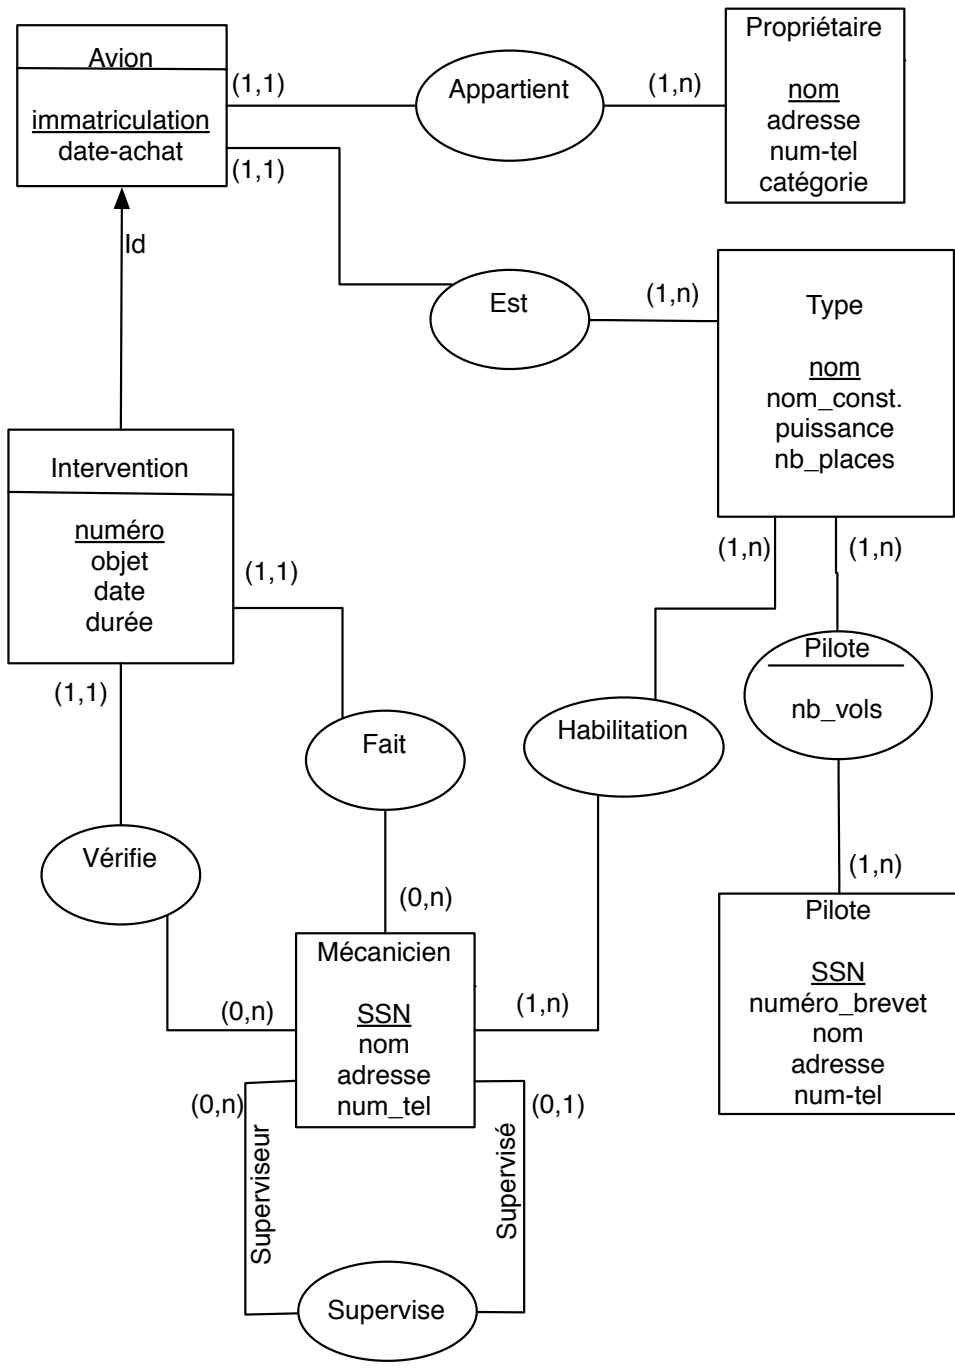 Avion
immatriculation
date-achat
(1,1)
Appartient
(1,n)
Propriétaire
nom
adresse
num-tel
catégorie
(1,1)
Id
Est
(1,n)
Type
nom
nom_const.
puissance
nb_places
Intervention
numéro
objet
date
durée
(1,1)
(1,1)
(1,n)
(1,n)
Pilote
nb_vols
Fait
Habilitation
Vérifie
(0,n)
(1,n)
Pilote
SSN
numéro_brevet
nom
adresse
num-tel
Mécanicien
SSN
nom
adresse
num_tel
(0,n)
(1,n)
(0,n)
(0,1)
Superviseur
Supervisé
Supervise